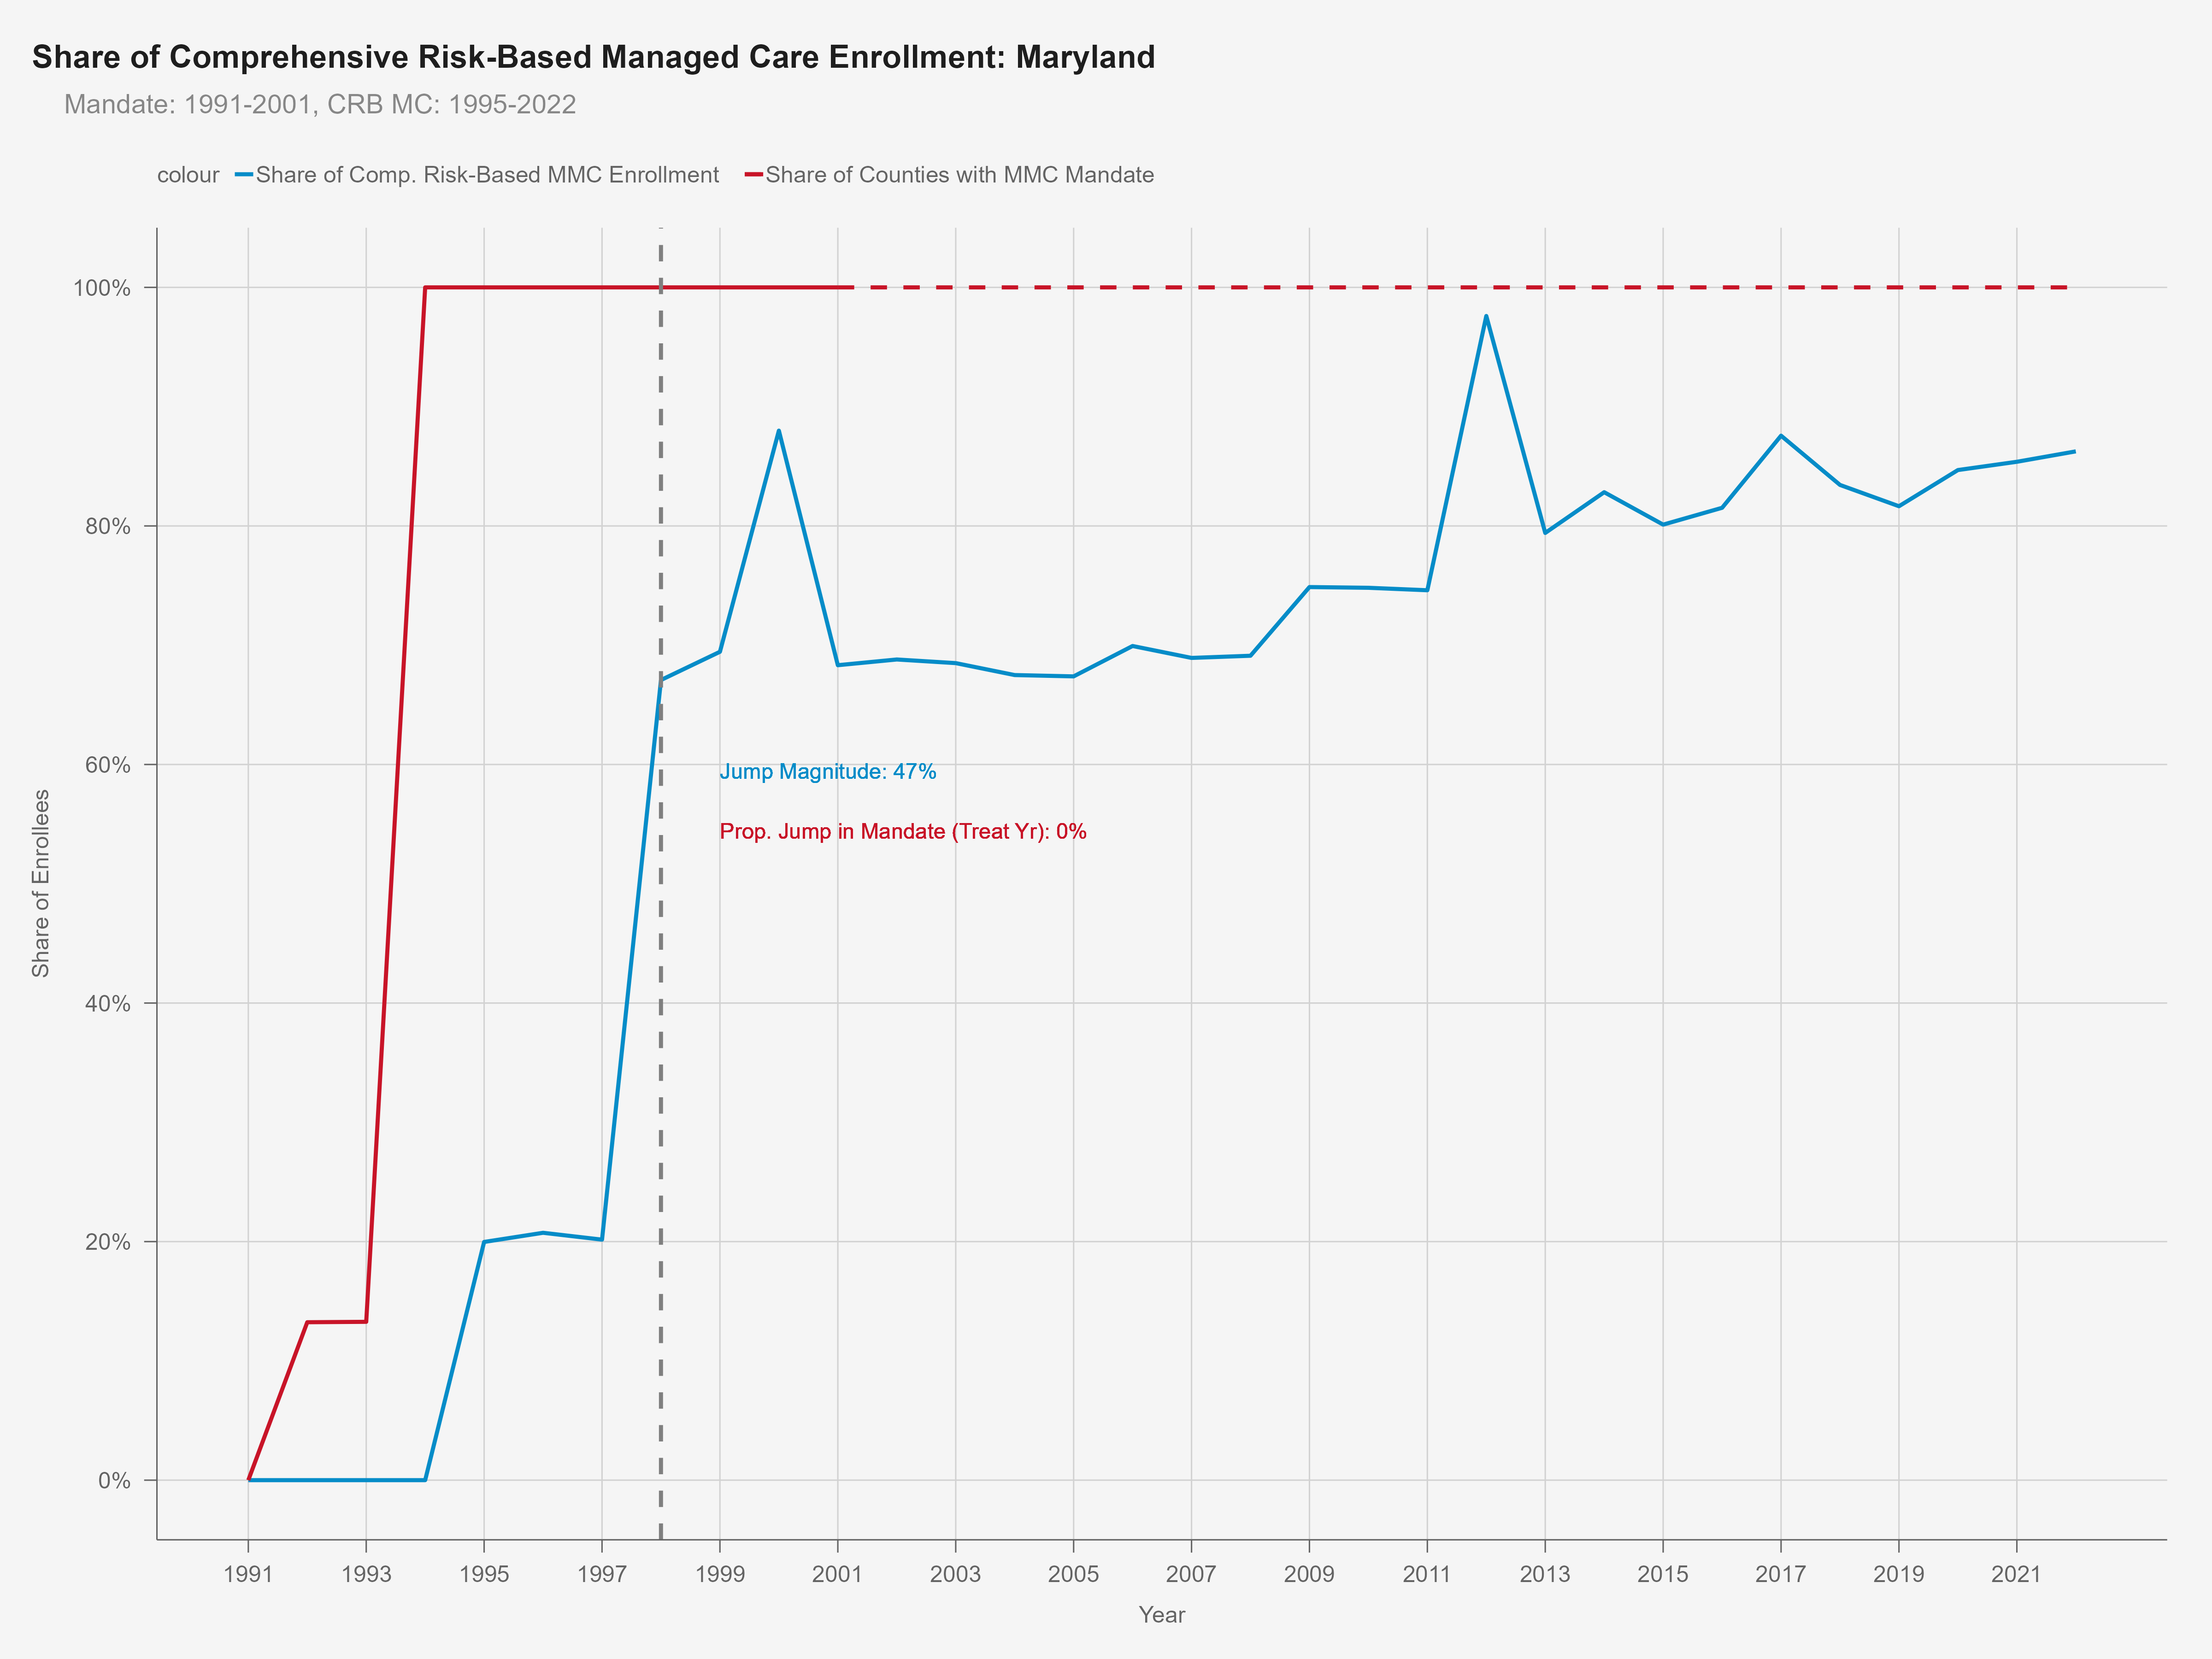 Share of Comprehensive Risk-Based Managed Care Enrollment: Maryland
Mandate: 1991-2001, CRB MC: 1995-2022
colour Share of Comp. Risk-Based MMC Enrollment Share of Counties with MMC Mandate
100%
80%
60%
40%
20%
0%
Share of Enrollees
Jump Magnitude: 47%
Prop. Jump in Mandate (Treat Yr): 0%
1991 1993 1995 1997 1999 2001 2003 2005 2007 2009 2011 2013 2015 2017 2019 2021
Year